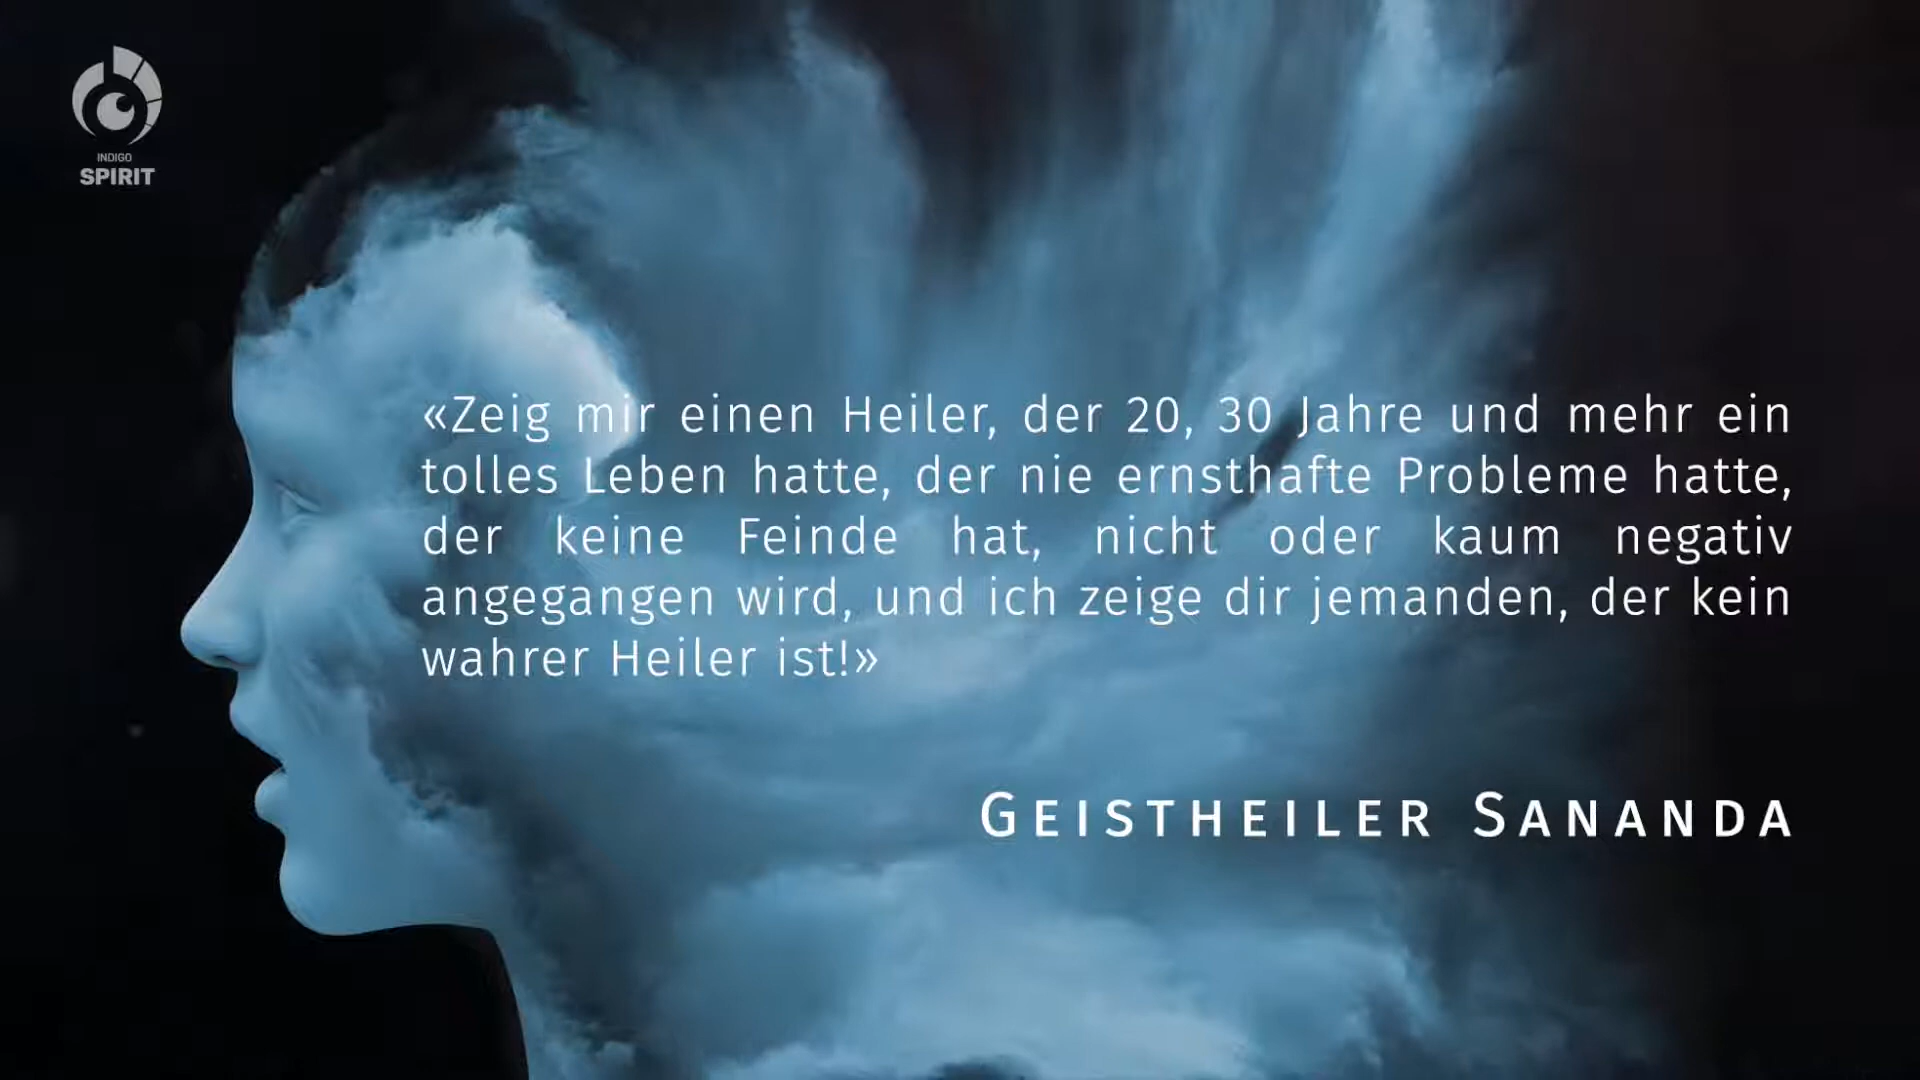 INDIGO
SPIRIT
«Zeig mir einen Heiler, der 20, 30 Jahre und mehr ein
tolles Leben hatte, der nie ernsthafte Probleme hatte,
der keine Feinde hat, nicht oder kaum negativ
angegangen wird, und ich zeige dir jemanden, der kein
wahrer Heiler ist!»
GEISTHEILER SANANDA